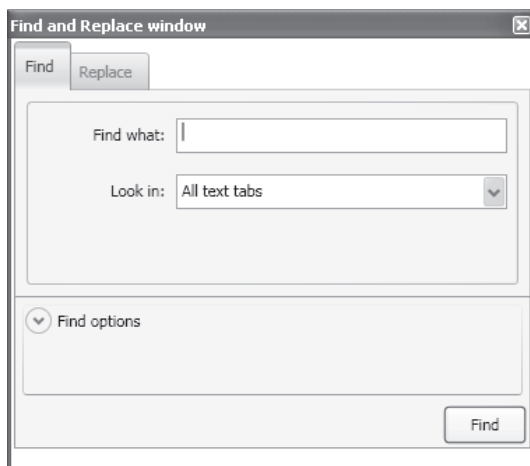 Find and Replace window
Find
Replace
Find what:
Look in: All text tabs
Find options
Find